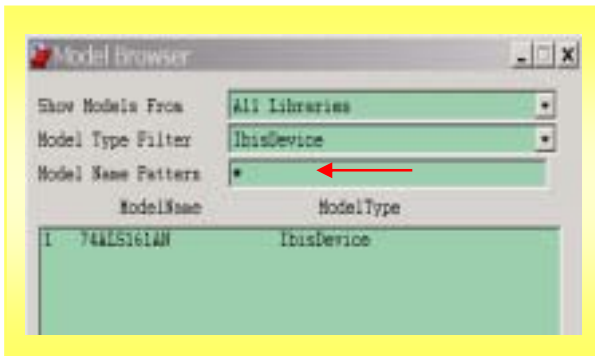 Model Browser
Show Models From All Libraries
Model Type Filter IbisDevice
Model Name Pattern *
ModelName ModelType
1 74ALS161AN IbisDevice